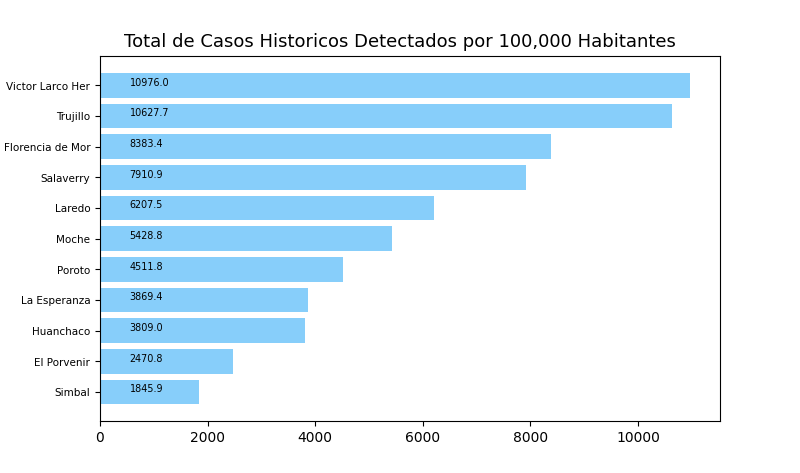 Total de Casos Historicos Detectados por 100,000 Habitantes
Victor Larco Her 10976.0
Trujillo 10627.7
Florencia de Mor 8383.4
Salaverry 7910.9
Laredo 6207.5
Moche 5428.8
Poroto 4511.8
La Esperanza 3869.4
Huanchaco 3809.0
El Porvenir 2470.8
Simbal 1845.9
0 2000 4000 6000 8000 10000